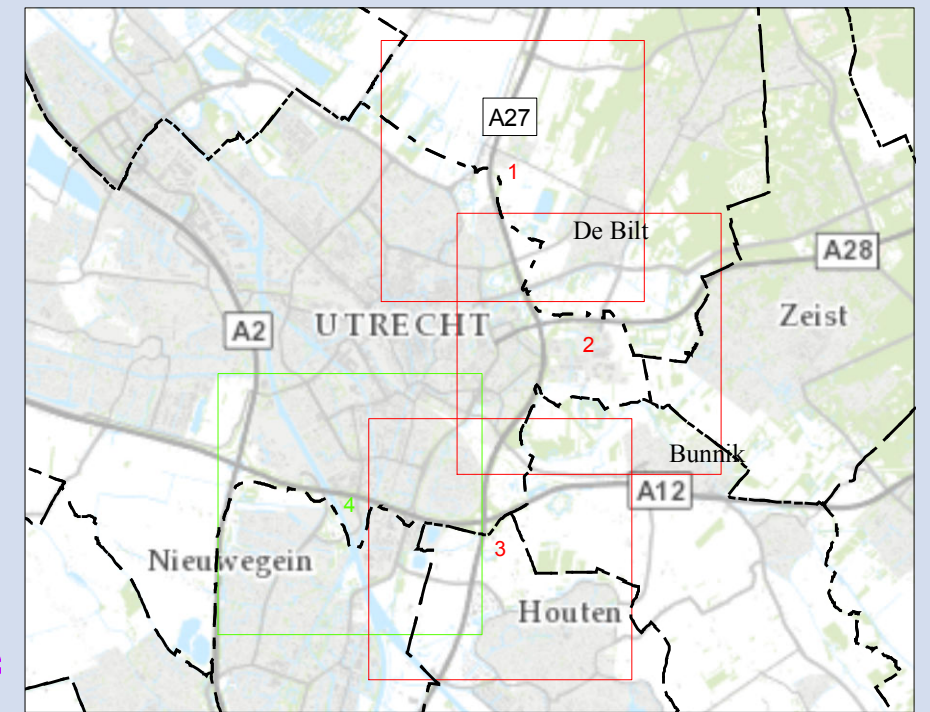 A27
1
De Bilt
A28
UTRECHT
Zeist
A2
2
Bunnik
A12
4
3
Nieuwegein
Houten